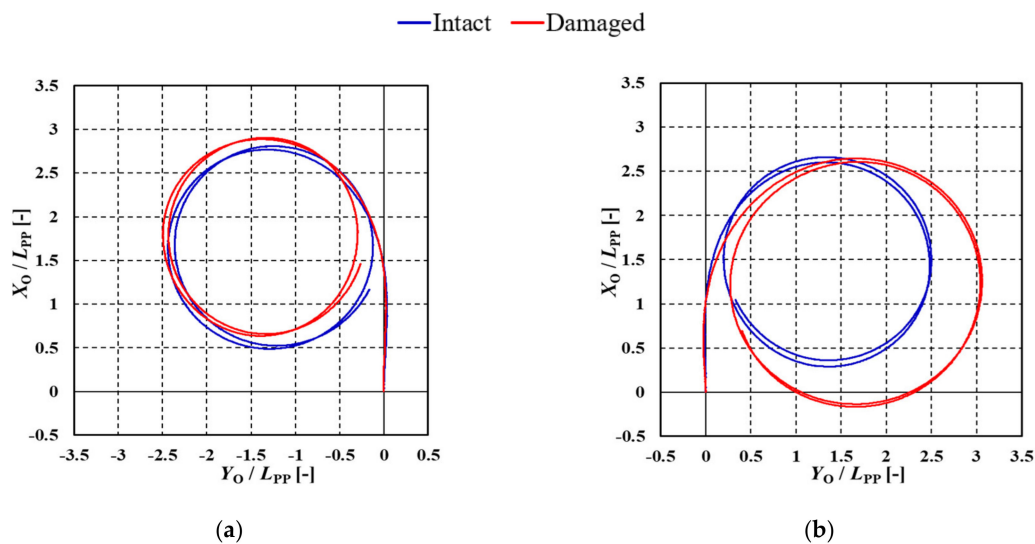 Intact Damaged
3.5
3
2.5
2
1.5
1
0.5
0
-0.5
-3.5 -3 -2.5 -2 -1.5 -1 -0.5 0 0.5
X_O / L_PP [-]
Y_O / L_PP [-]
(a)
3.5
3
2.5
2
1.5
1
0.5
0
-0.5
-0.5 0 0.5 1 1.5 2 2.5 3 3.5
X_O / L_PP [-]
Y_O / L_PP [-]
(b)